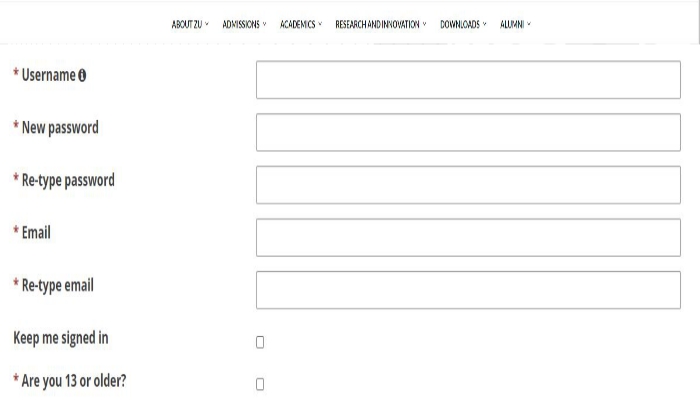 ABOUT ZU ADMISSIONS ACADEMICS RESEARCH AND INNOVATION DOWNLOADS ALUMNI
* Username
* New password
* Re-type password
* Email
* Re-type email
Keep me signed in
* Are you 13 or older?